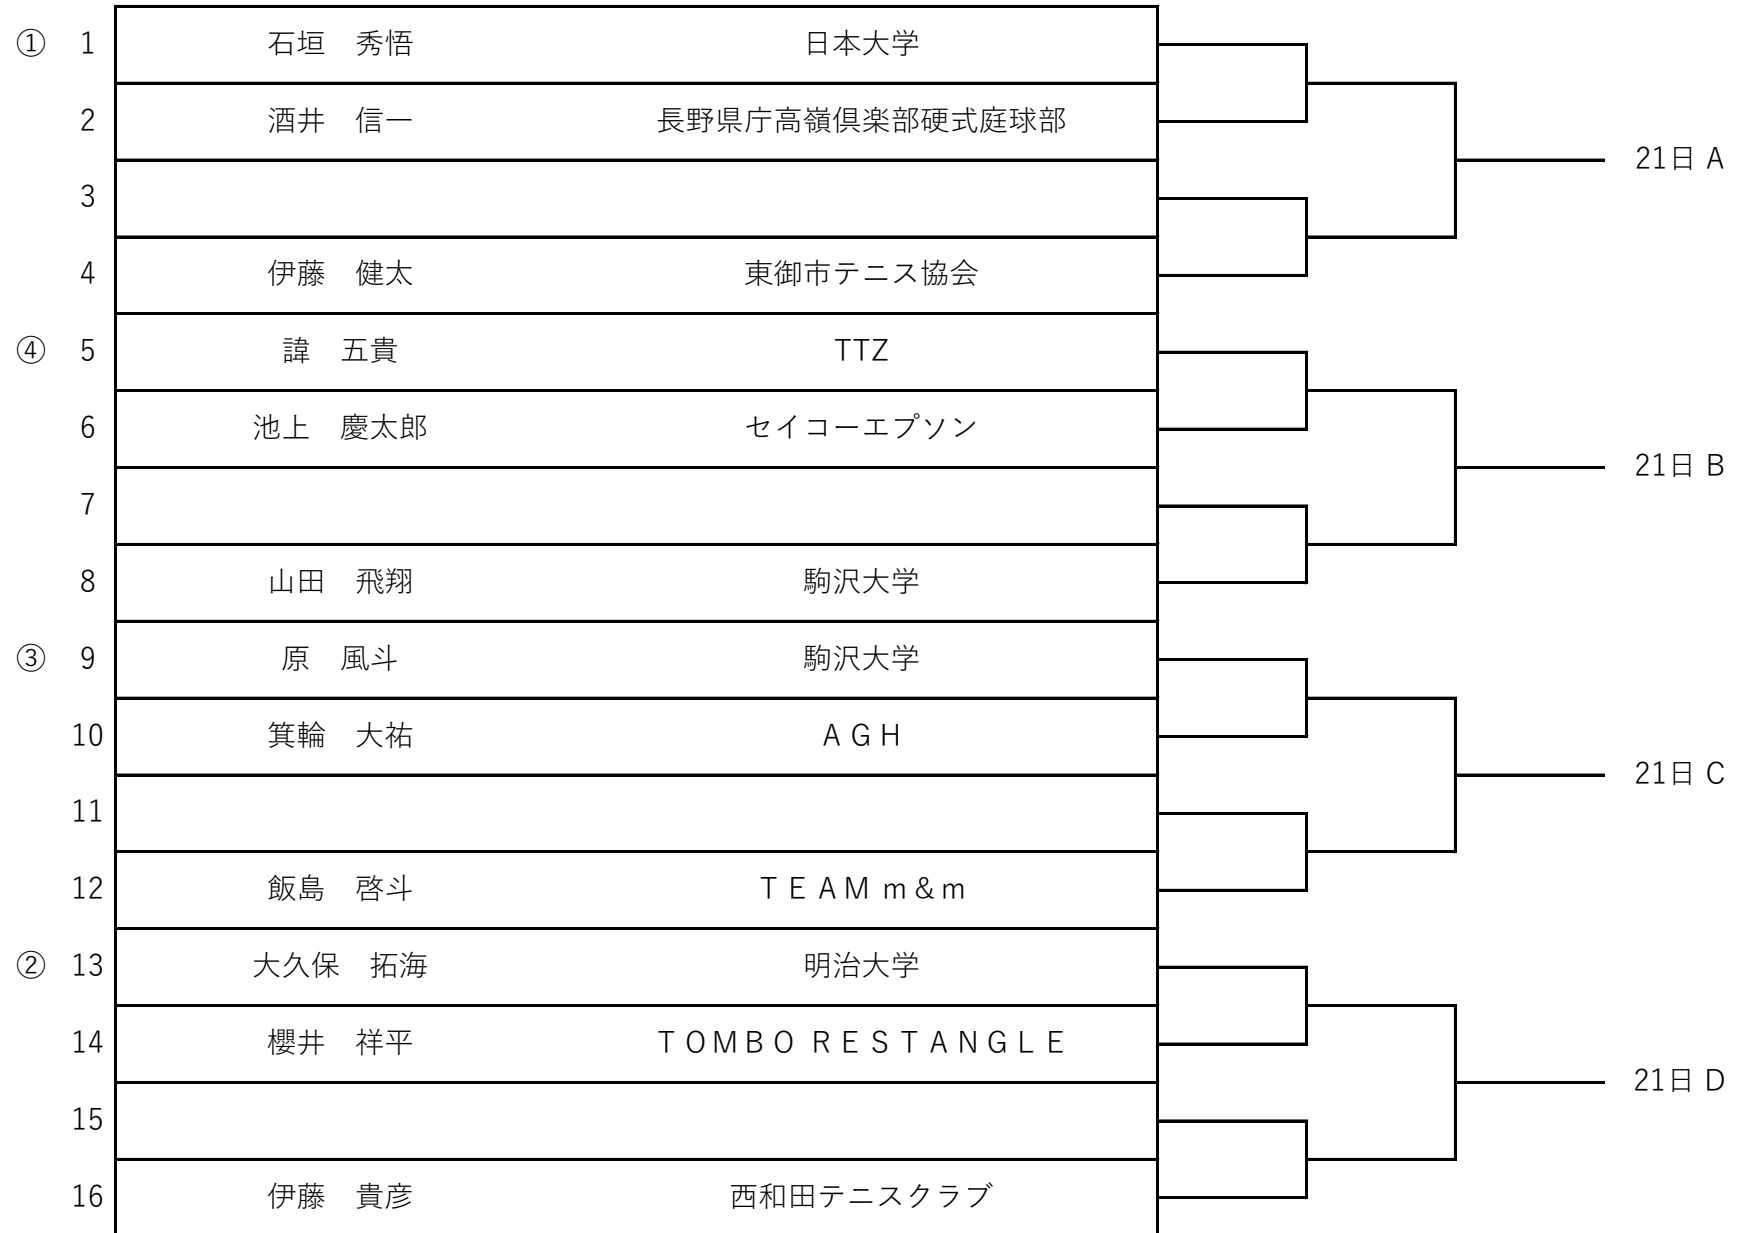 ① 1 石垣　秀悟 日本大学
2 酒井　信一 長野県庁高嶺倶楽部硬式庭球部
21日 A
3
4 伊藤　健太 東御市テニス協会
④ 5 諱　五貴 TTZ
6 池上　慶太郎 セイコーエプソン
21日 B
7
8 山田　飛翔 駒沢大学
③ 9 原　風斗 駒沢大学
10 箕輪　大祐 ＡＧＨ
21日 C
11
12 飯島　啓斗 ＴＥＡＭ ｍ＆ｍ
② 13 大久保　拓海 明治大学
14 櫻井　祥平 ＴＯＭＢＯ ＲＥＳＴＡＮＧＬＥ
21日 D
15
16 伊藤　貴彦 西和田テニスクラブ